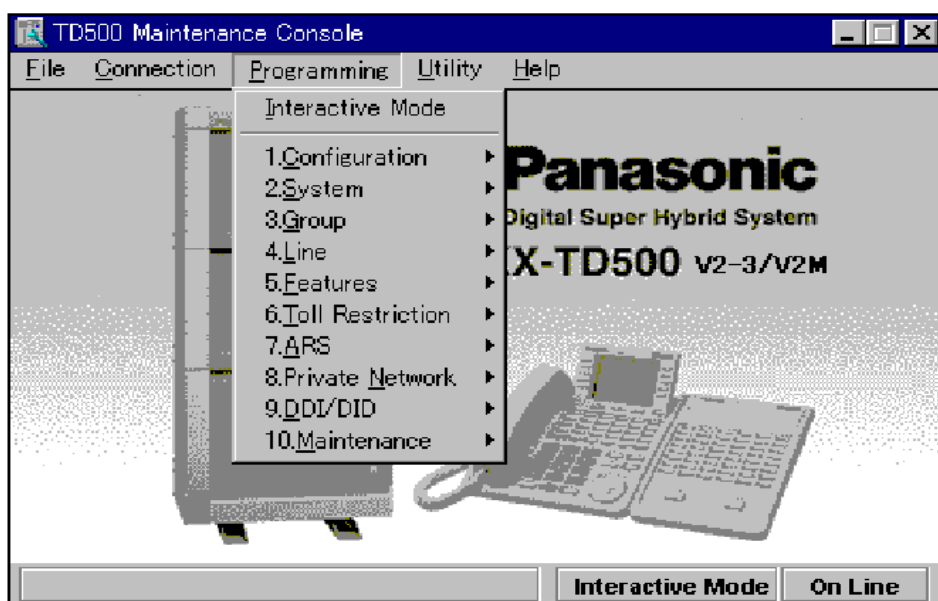 TD500 Maintenance Console
File Connection Programming Utility Help
Interactive Mode
1.Configuration
2.System
3.Group
4.Line
5.Features
6.Toll Restriction
7.ARS
8.Private Network
9.DDI/DID
10.Maintenance
Panasonic
Digital Super Hybrid System
X-TD500 V2-3/V2M
Interactive Mode On Line